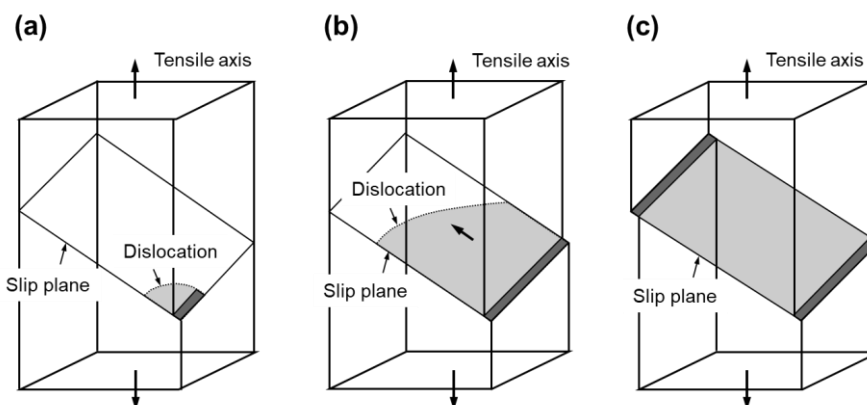 (a)
Tensile axis
Dislocation
Slip plane
(b)
Tensile axis
Dislocation
Slip plane
(c)
Tensile axis
Slip plane